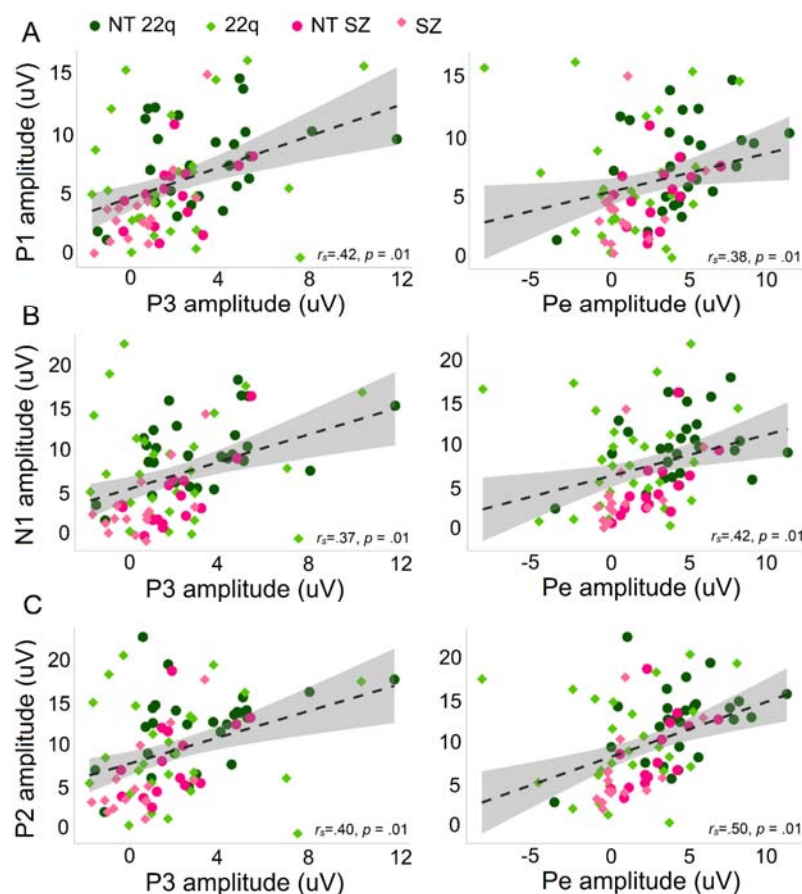 A
NT 22q 22q NT SZ SZ
P1 amplitude (uV)
15
10
5
0
0 4 8 12
P3 amplitude (uV)
rs=.42, p = .01
15
10
5
0
-5 0 5 10
Pe amplitude (uV)
rs=.38, p = .01
B
N1 amplitude (uV)
20
15
10
5
0
0 4 8 12
P3 amplitude (uV)
rs=.37, p = .01
20
15
10
5
0
-5 0 5 10
Pe amplitude (uV)
rs=.42, p = .01
C
P2 amplitude (uV)
20
15
10
5
0
0 4 8 12
P3 amplitude (uV)
rs=.40, p = .01
20
15
10
5
0
-5 0 5 10
Pe amplitude (uV)
rs=.50, p = .01